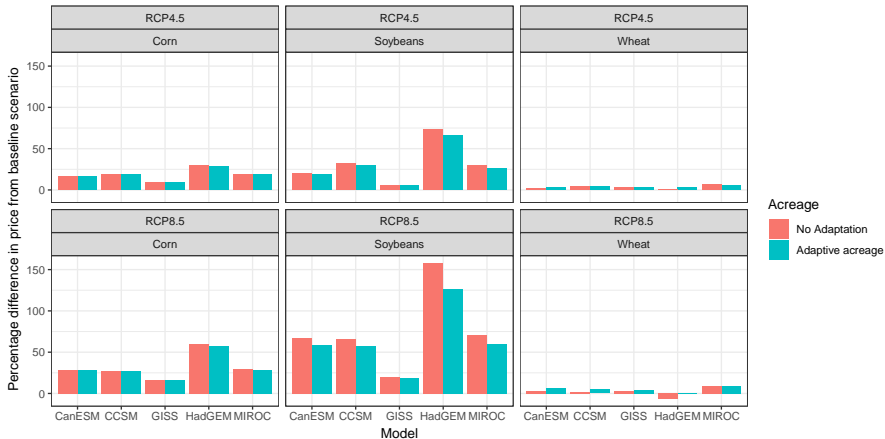 RCP4.5
RCP4.5
RCP4.5
Corn
Soybeans
Wheat
150
100
50
0
RCP8.5
RCP8.5
RCP8.5
Corn
Soybeans
Wheat
150
100
50
0
CanESM CCSM GISS HadGEM MIROC
CanESM CCSM GISS HadGEM MIROC
CanESM CCSM GISS HadGEM MIROC
Model
Percentage difference in price from baseline scenario
Acreage
No Adaptation
Adaptive acreage